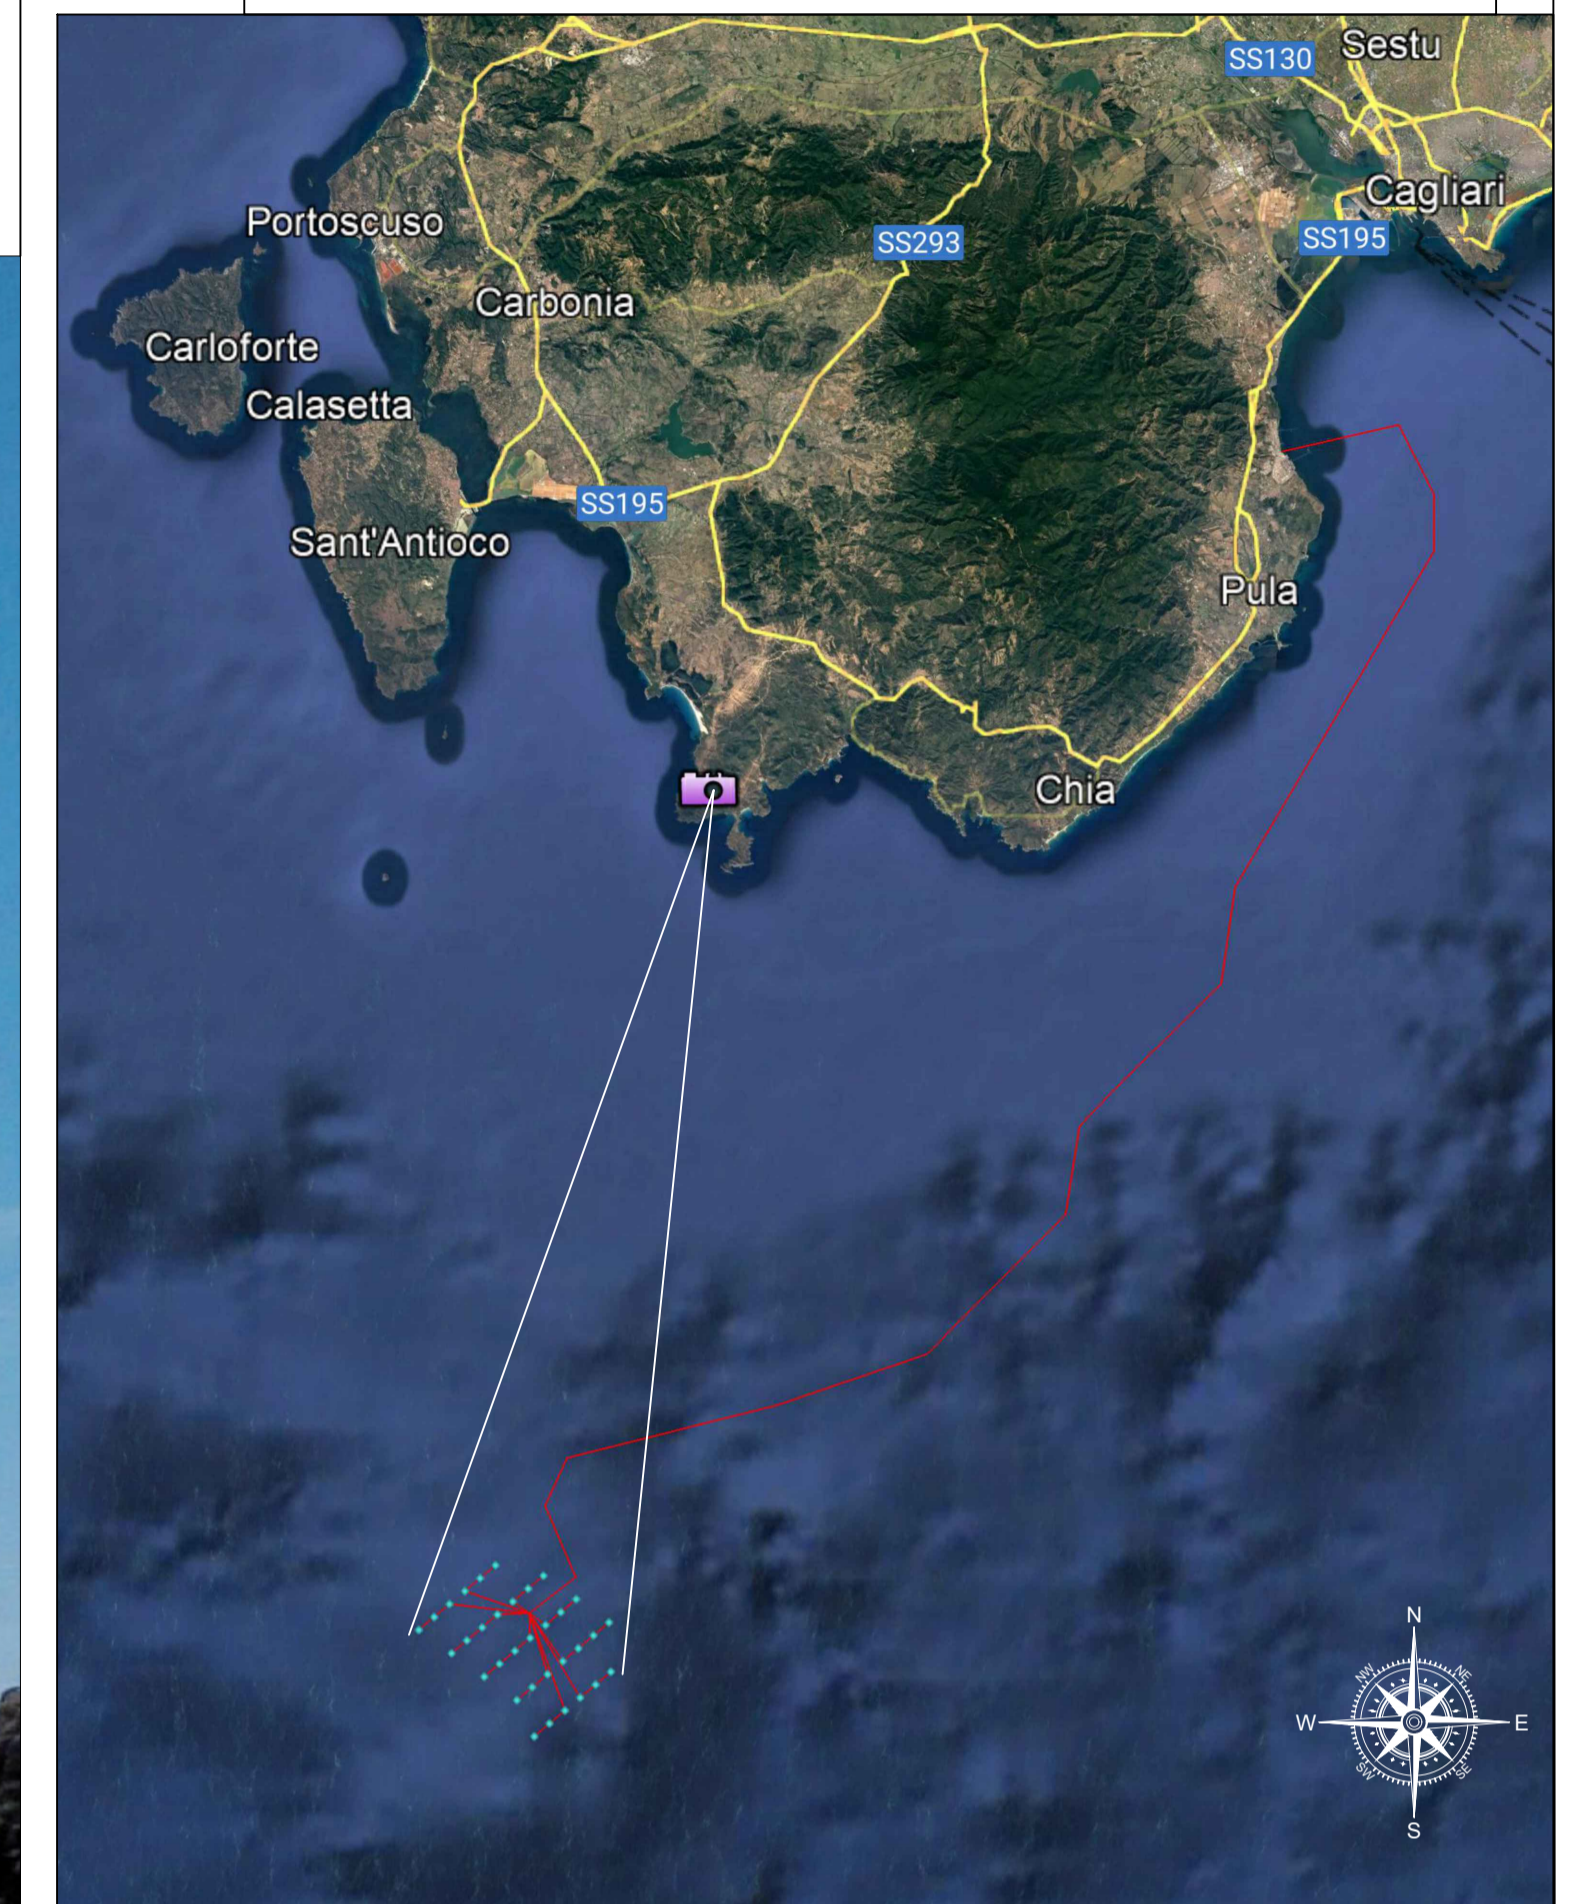 Sestu
SS130
Cagliari
Portoscuso
SS293
SS195
Carbonia
Carloforte
Calasetta
SS195
Sant'Antioco
Pula
Chia
N
NW
NE
W
E
SW
SE
S